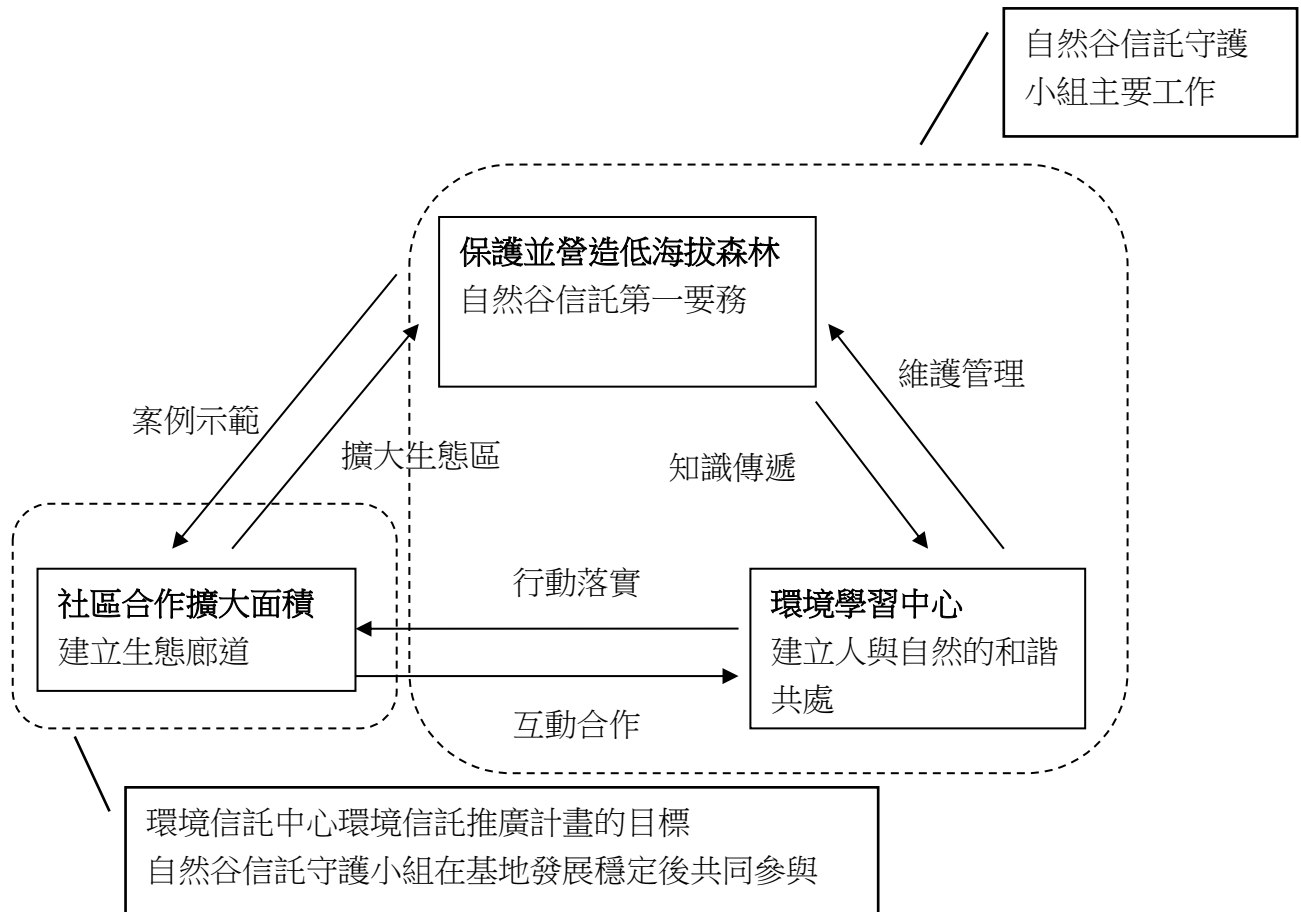 自然谷信託守護
小組主要工作
保護並營造低海拔森林
自然谷信託第一要務
維護管理
案例示範
擴大生態區
知識傳遞
行動落實
社區合作擴大面積
建立生態廊道
環境學習中心
建立人與自然的和諧
共處
互動合作
環境信託中心環境信託推廣計畫的目標
自然谷信託守護小組在基地發展穩定後共同參與